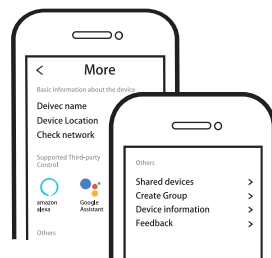 < More
Basic information about the device
Deivec name
Device Location
Check network
Supported Third-party
Control
amazon
alexa
Google
Assistant
Others
Others
Shared devices >
Create Group >
Device information >
Feedback >